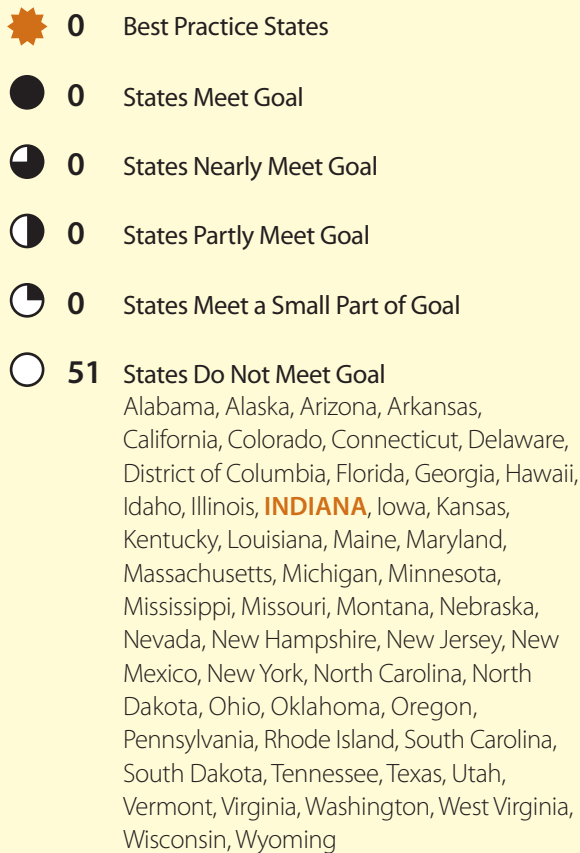 0 Best Practice States
0 States Meet Goal
0 States Nearly Meet Goal
0 States Partly Meet Goal
0 States Meet a Small Part of Goal
51 States Do Not Meet Goal
Alabama, Alaska, Arizona, Arkansas,
California, Colorado, Connecticut, Delaware,
District of Columbia, Florida, Georgia, Hawaii,
Idaho, Illinois, INDIANA, Iowa, Kansas,
Kentucky, Louisiana, Maine, Maryland,
Massachusetts, Michigan, Minnesota,
Mississippi, Missouri, Montana, Nebraska,
Nevada, New Hampshire, New Jersey, New
Mexico, New York, North Carolina, North
Dakota, Ohio, Oklahoma, Oregon,
Pennsylvania, Rhode Island, South Carolina,
South Dakota, Tennessee, Texas, Utah,
Vermont, Virginia, Washington, West Virginia,
Wisconsin, Wyoming